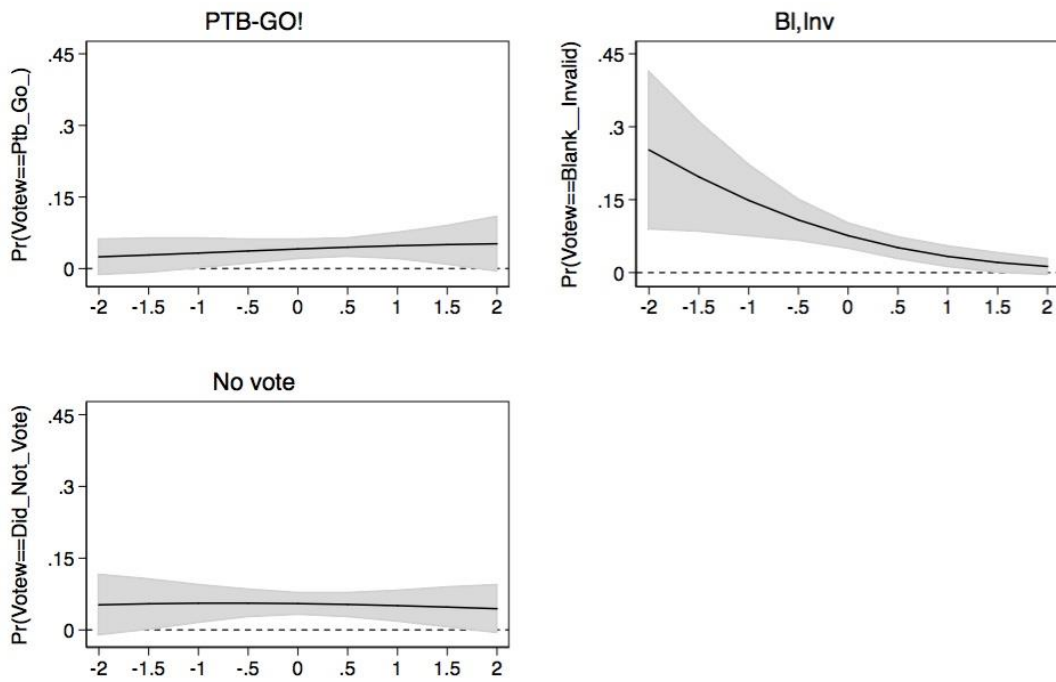 PTB-GO!
Pr(Votew==Ptb_Go_)
.45
.3
.15
0
-2 -1.5 -1 -.5 0 .5 1 1.5 2
Bl,Inv
Pr(Votew==Blank__Invalid)
.45
.3
.15
0
-2 -1.5 -1 -.5 0 .5 1 1.5 2
No vote
Pr(Votew==Did_Not_Vote)
.45
.3
.15
0
-2 -1.5 -1 -.5 0 .5 1 1.5 2